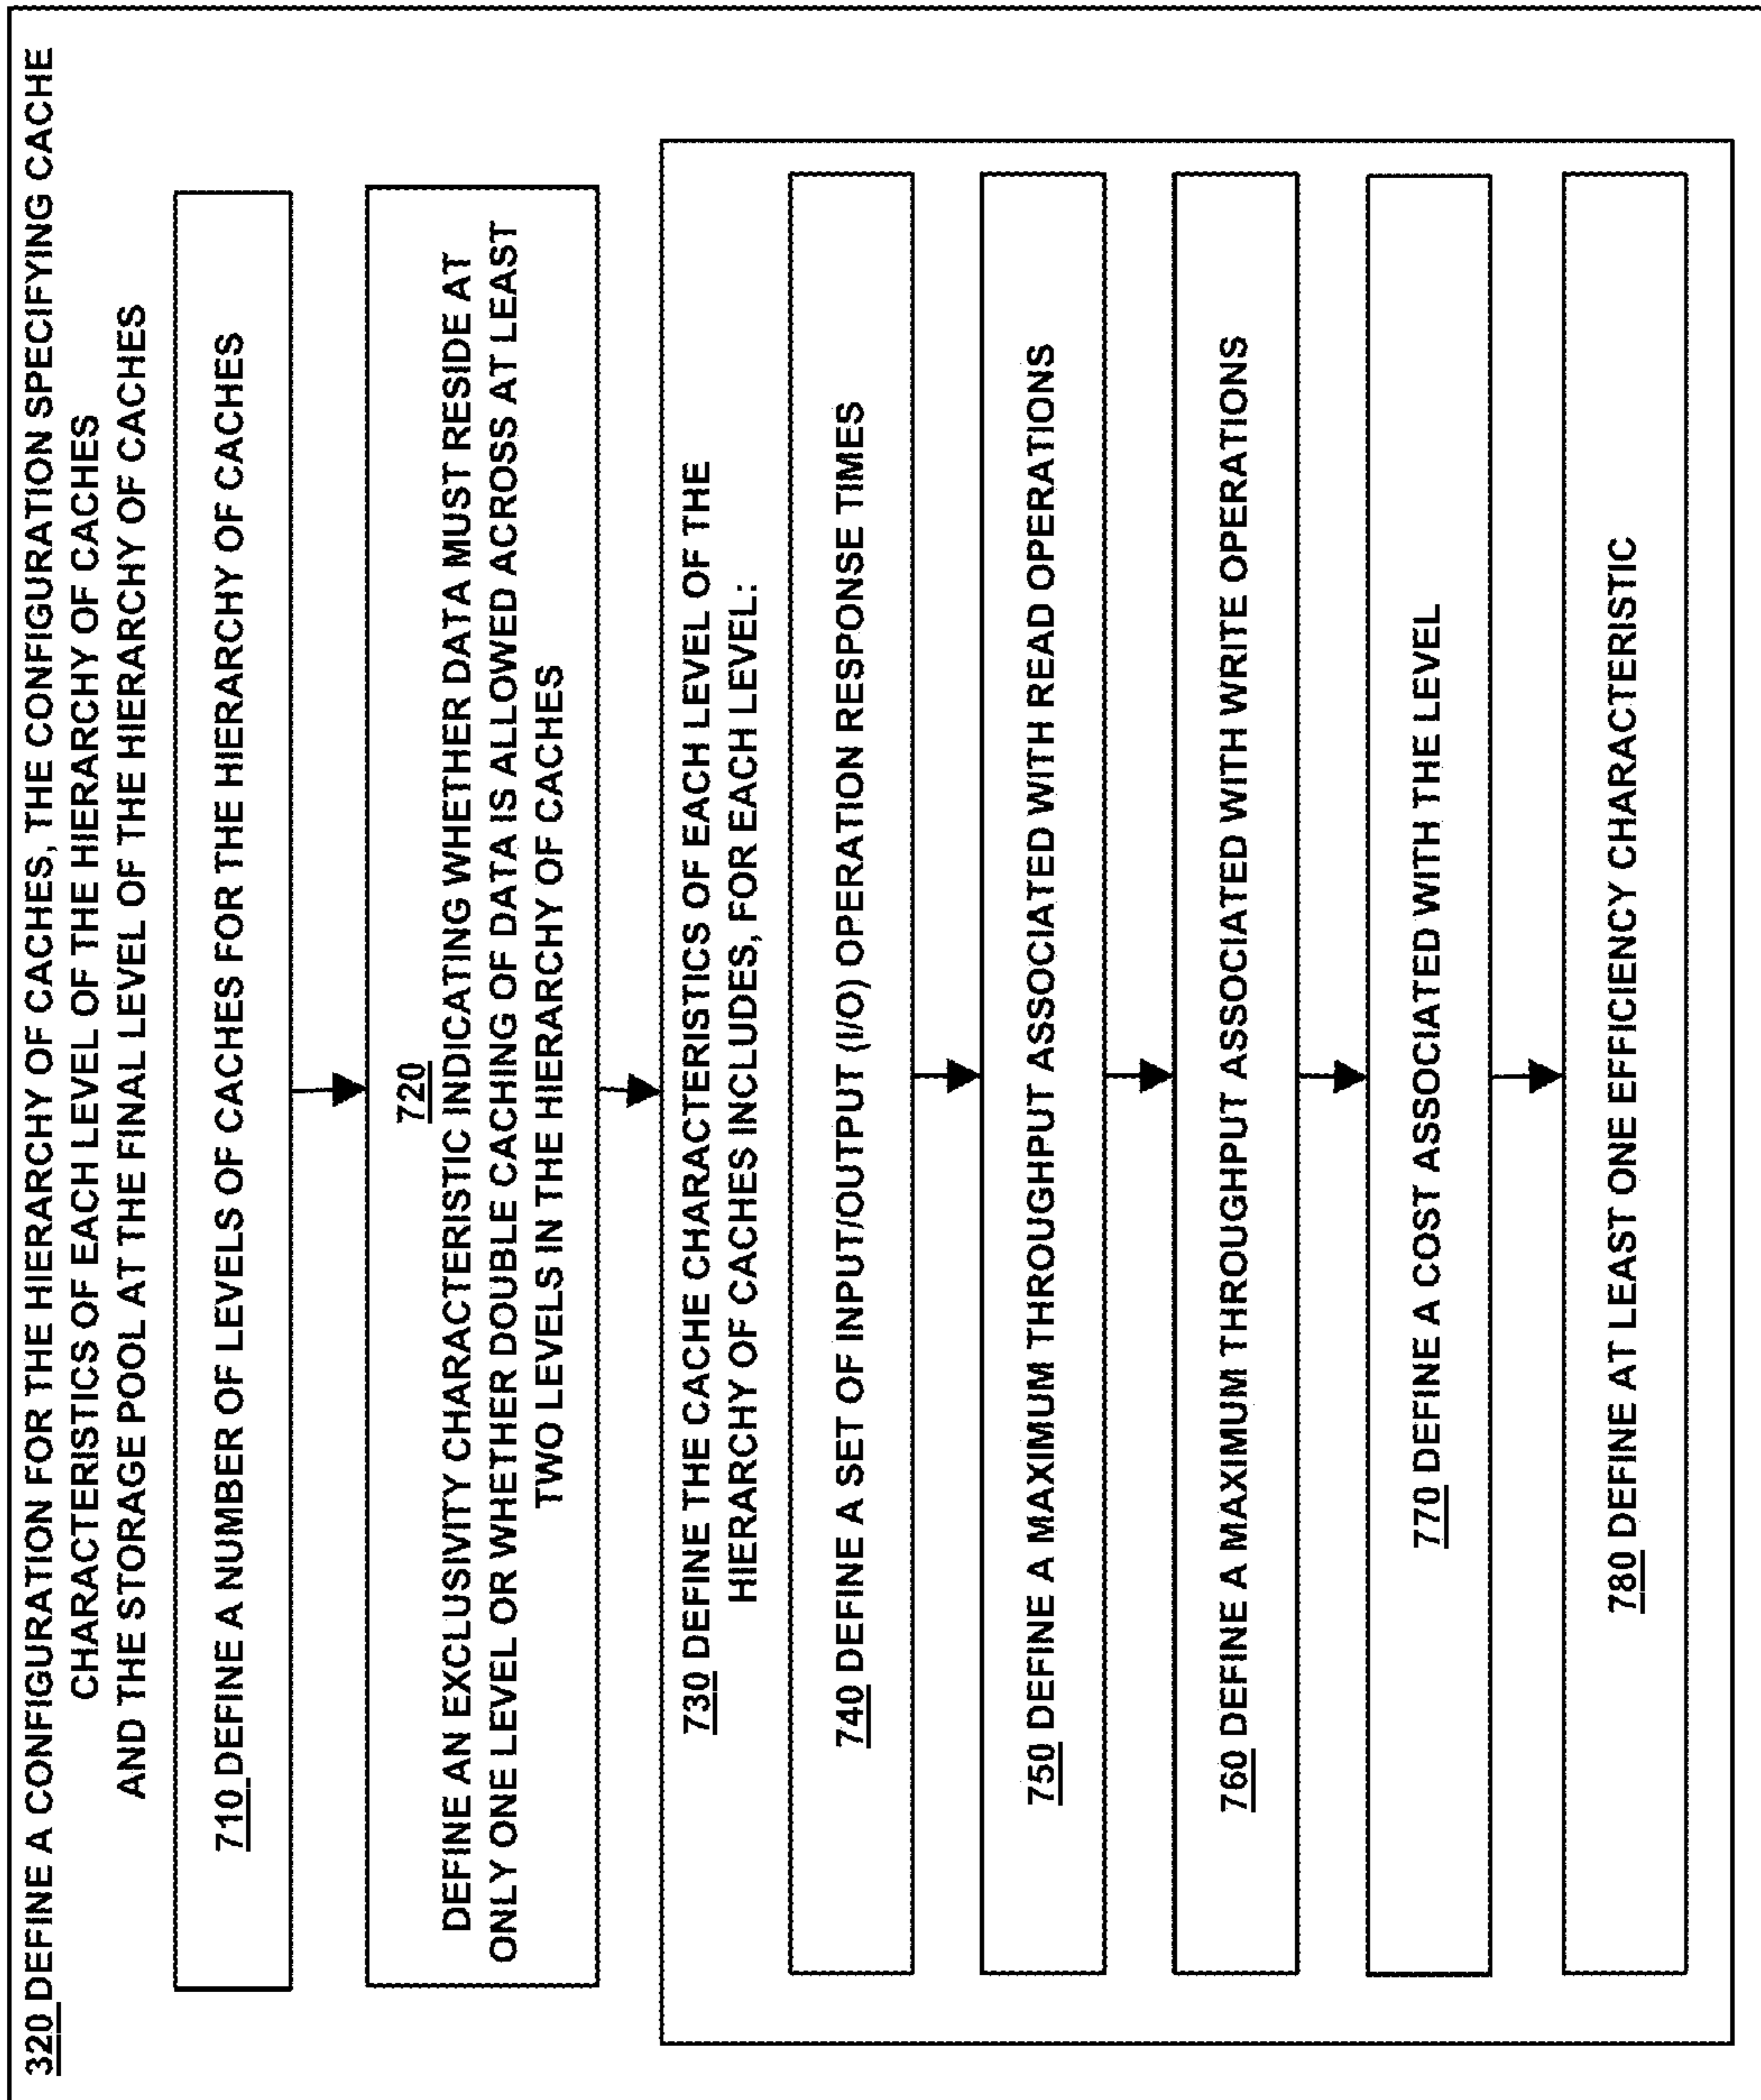 320 DEFINE A CONFIGURATION FOR THE HIERARCHY OF CACHES, THE CONFIGURATION SPECIFYING CACHE
CHARACTERISTICS OF EACH LEVEL OF THE HIERARCHY OF CACHES
AND THE STORAGE POOL AT THE FINAL LEVEL OF THE HIERARCHY OF CACHES
710 DEFINE A NUMBER OF LEVELS OF CACHES FOR THE HIERARCHY OF CACHES
720
DEFINE AN EXCLUSIVITY CHARACTERISTIC INDICATING WHETHER DATA MUST RESIDE AT
ONLY ONE LEVEL OR WHETHER DOUBLE CACHING OF DATA IS ALLOWED ACROSS AT LEAST
TWO LEVELS IN THE HIERARCHY OF CACHES
730 DEFINE THE CACHE CHARACTERISTICS OF EACH LEVEL OF THE
HIERARCHY OF CACHES INCLUDES, FOR EACH LEVEL:
740 DEFINE A SET OF INPUT/OUTPUT (I/O) OPERATION RESPONSE TIMES
750 DEFINE A MAXIMUM THROUGHPUT ASSOCIATED WITH READ OPERATIONS
760 DEFINE A MAXIMUM THROUGHPUT ASSOCIATED WITH WRITE OPERATIONS
770 DEFINE A COST ASSOCIATED WITH THE LEVEL
780 DEFINE AT LEAST ONE EFFICIENCY CHARACTERISTIC